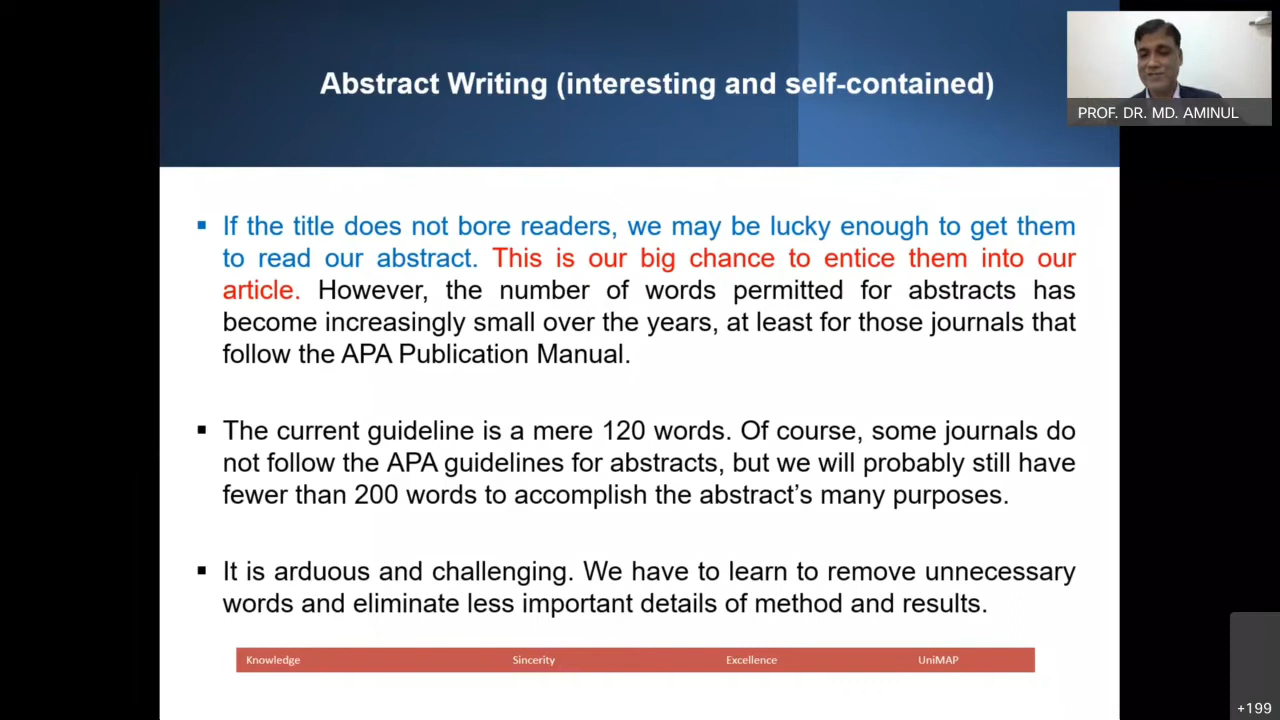 Abstract Writing (interesting and self-contained)
PROF. DR. MD. AMINUL
▪ If the title does not bore readers, we may be lucky enough to get them
to read our abstract. This is our big chance to entice them into our
article. However, the number of words permitted for abstracts has
become increasingly small over the years, at least for those journals that
follow the APA Publication Manual.
▪ The current guideline is a mere 120 words. Of course, some journals do
not follow the APA guidelines for abstracts, but we will probably still have
fewer than 200 words to accomplish the abstract’s many purposes.
▪ It is arduous and challenging. We have to learn to remove unnecessary
words and eliminate less important details of method and results.
Knowledge Sincerity Excellence UniMAP
+199